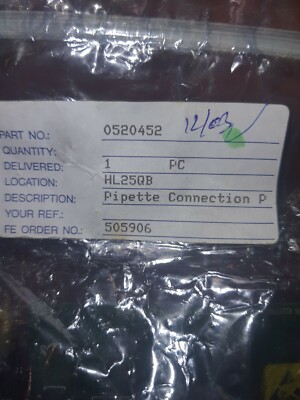 PART NO.: 0520452 12/03
QUANTITY:
DELIVERED: 1 PC
LOCATION: HL25QB
DESCRIPTION: Pipette Connection P
YOUR REF.:
FE ORDER NO.: 505906